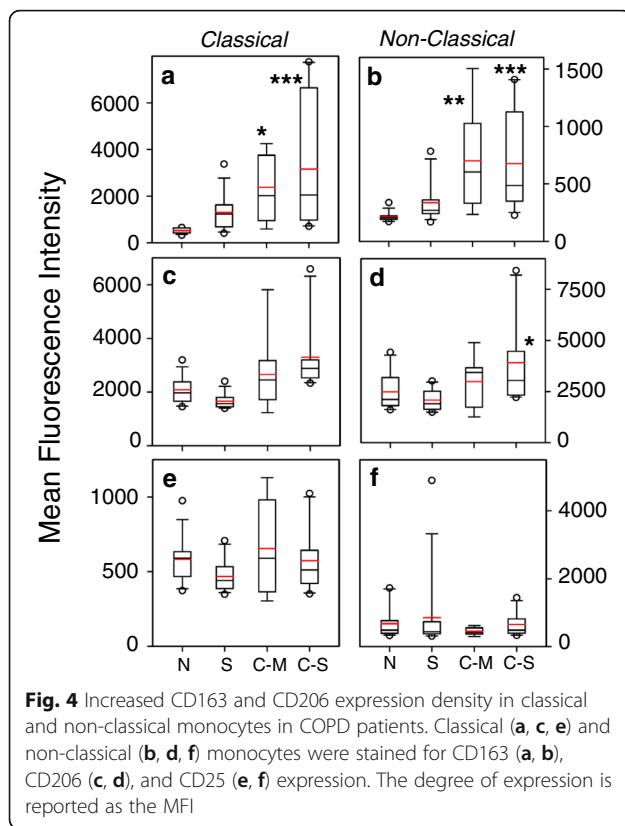 Classical
Non-Classical
Mean Fluorescence Intensity
a
***
*
6000
4000
2000
0
b
**
***
1500
1000
500
0
c
6000
4000
2000
0
d
*
7500
5000
2500
0
e
1000
500
0
N S C-M C-S
f
4000
2000
0
N S C-M C-S
Fig. 4 Increased CD163 and CD206 expression density in classical
and non-classical monocytes in COPD patients. Classical (a, c, e) and
non-classical (b, d, f) monocytes were stained for CD163 (a, b),
CD206 (c, d), and CD25 (e, f) expression. The degree of expression is
reported as the MFI